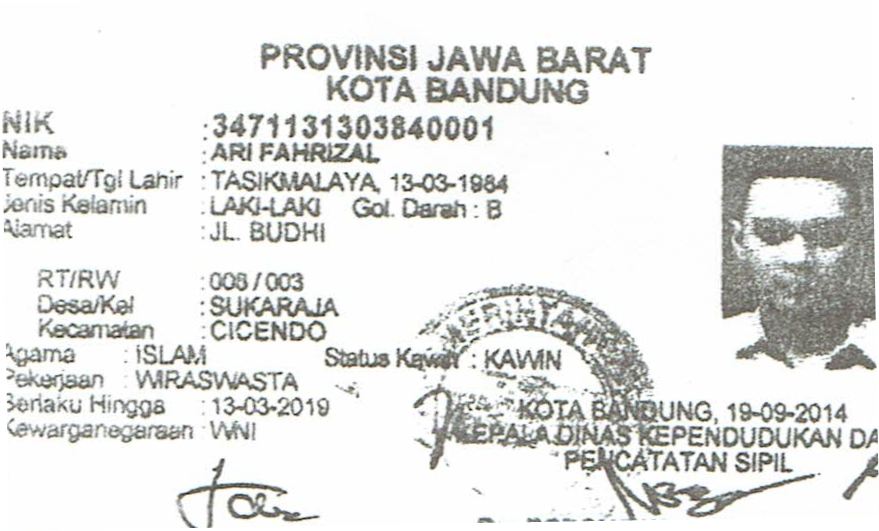 PROVINSI JAWA BARAT
KOTA BANDUNG
NIK : 3471131303840001
Nama : ARI FAHRIZAL
Tempat/Tgl Lahir : TASIKMALAYA, 13-03-1984
Jenis Kelamin : LAKI-LAKI Gol. Darah : B
Alamat : JL. BUDHI
RT/RW : 008 / 003
Desa/Kel : SUKARAJA
Kecamatan : CICENDO
Agama : ISLAM Status Kawin : KAWIN
Pekerjaan : WIRASWASTA
Berlaku Hingga : 13-03-2019
Kewarganegaraan : WNI
KOTA BANDUNG, 19-09-2014
KEPALA DINAS KEPENDUDUKAN DA
PENCATATAN SIPIL